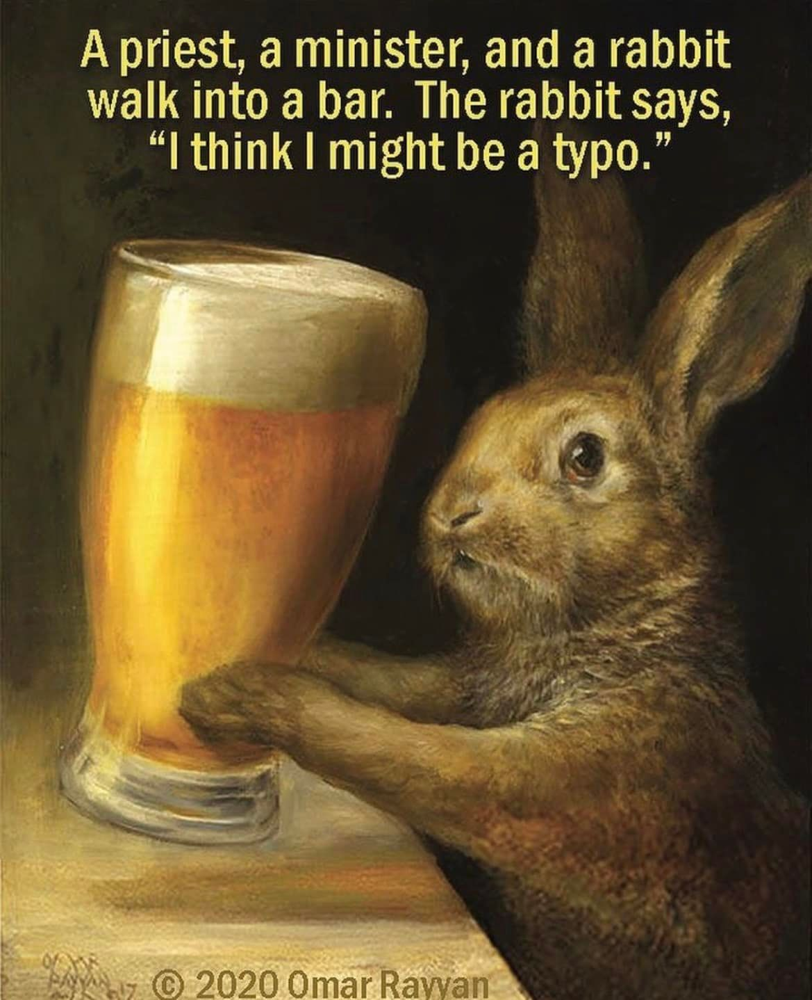 A priest, a minister, and a rabbit
walk into a bar. The rabbit says,
“I think I might be a typo.”
© 2020 Omar Rayyan